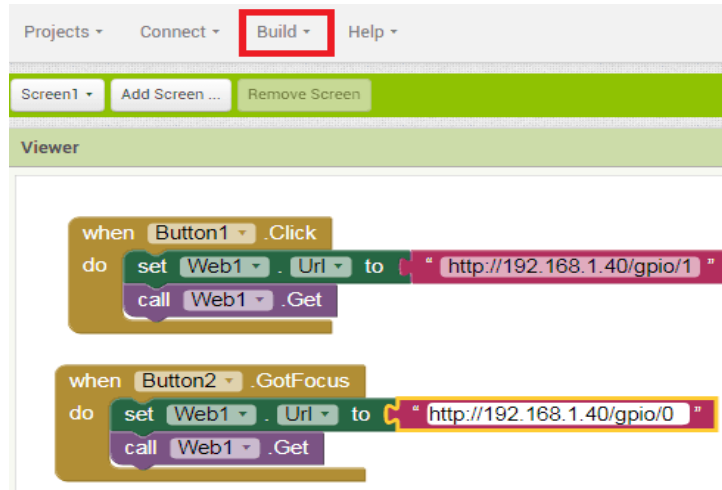 Projects Connect Build Help
Screen1 Add Screen ... Remove Screen
Viewer
when Button1 .Click
do set Web1 . Url to “ http://192.168.1.40/gpio/1 ”
call Web1 .Get
when Button2 .GotFocus
do set Web1 . Url to “ http://192.168.1.40/gpio/0 ”
call Web1 .Get